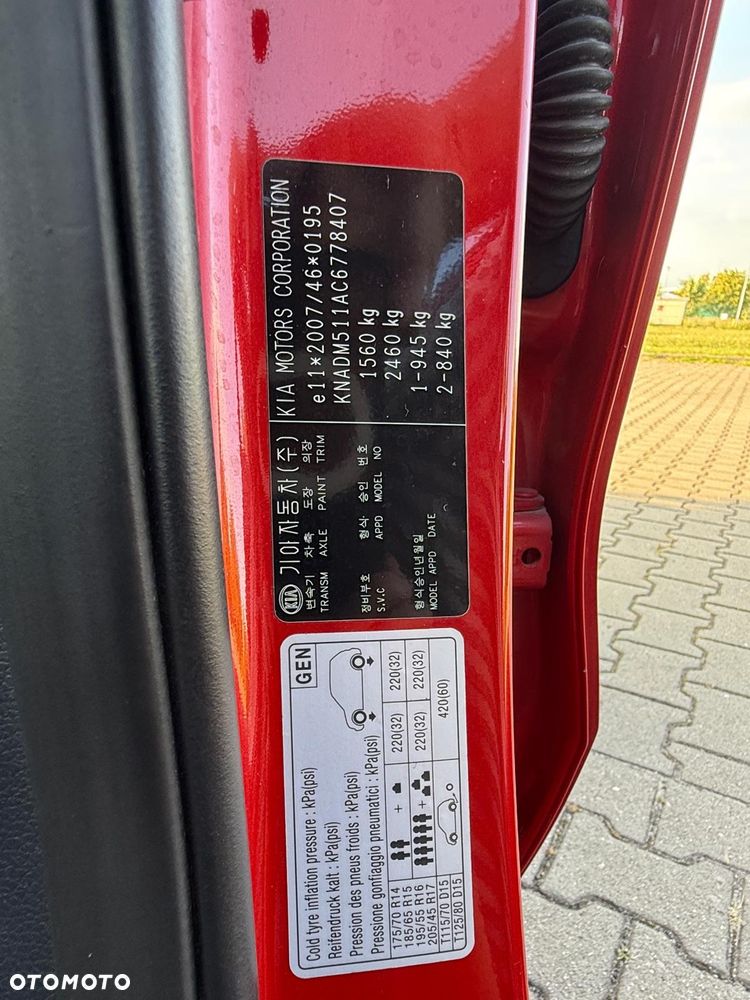 KIA 기아자동차(주) KIA MOTORS CORPORATION
변속기 차축 도장 의장
TRANSM AXLE PAINT TRIM
e11*2007/46*0195
KNADM511AC6778407
정비부호 형식 승인 번호
S.V.C APPD MODEL NO
1560 kg
2460 kg
형식승인년월일
MODEL APPD DATE
1-945 kg
2-840 kg
Cold tyre inflation pressure : kPa(psi)
GEN
Reifendruck kalt : kPa(psi)
Pression des pneus froids : kPa(psi)
Pressione gonfiaggio pneumatici : kPa(psi)
175/70 R14
185/65 R15
195/55 R16
205/45 R17
+ 220(32) 220(32)
+ 220(32) 220(32)
T115/70 D15
T125/80 D15
420(60)
OTOMOTO